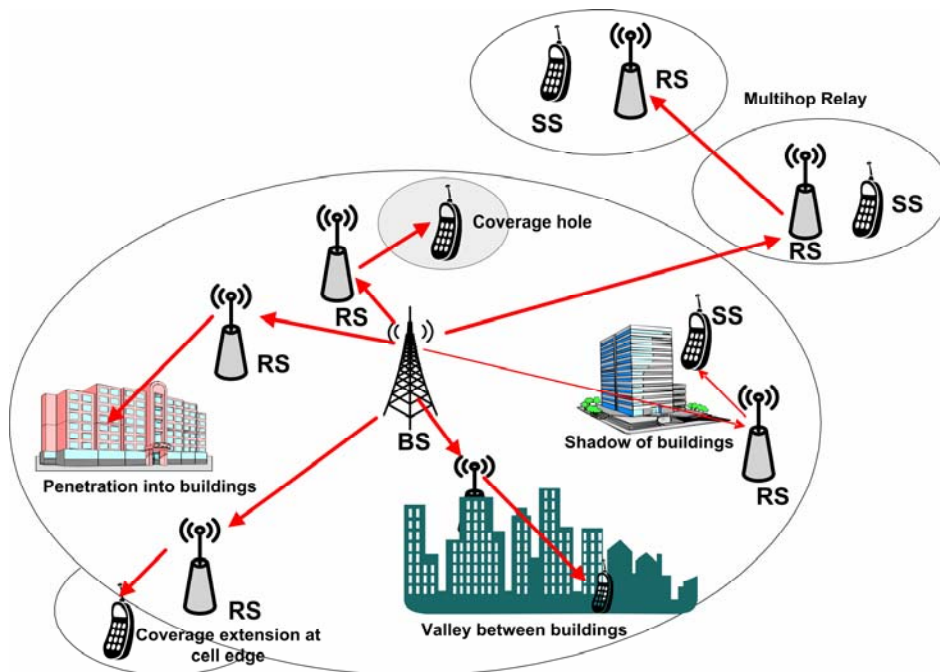 RS
SS
Multihop Relay
SS
RS
Coverage hole
RS
SS
RS
BS
Shadow of buildings
RS
Penetration into buildings
RS
Valley between buildings
Coverage extension at
cell edge